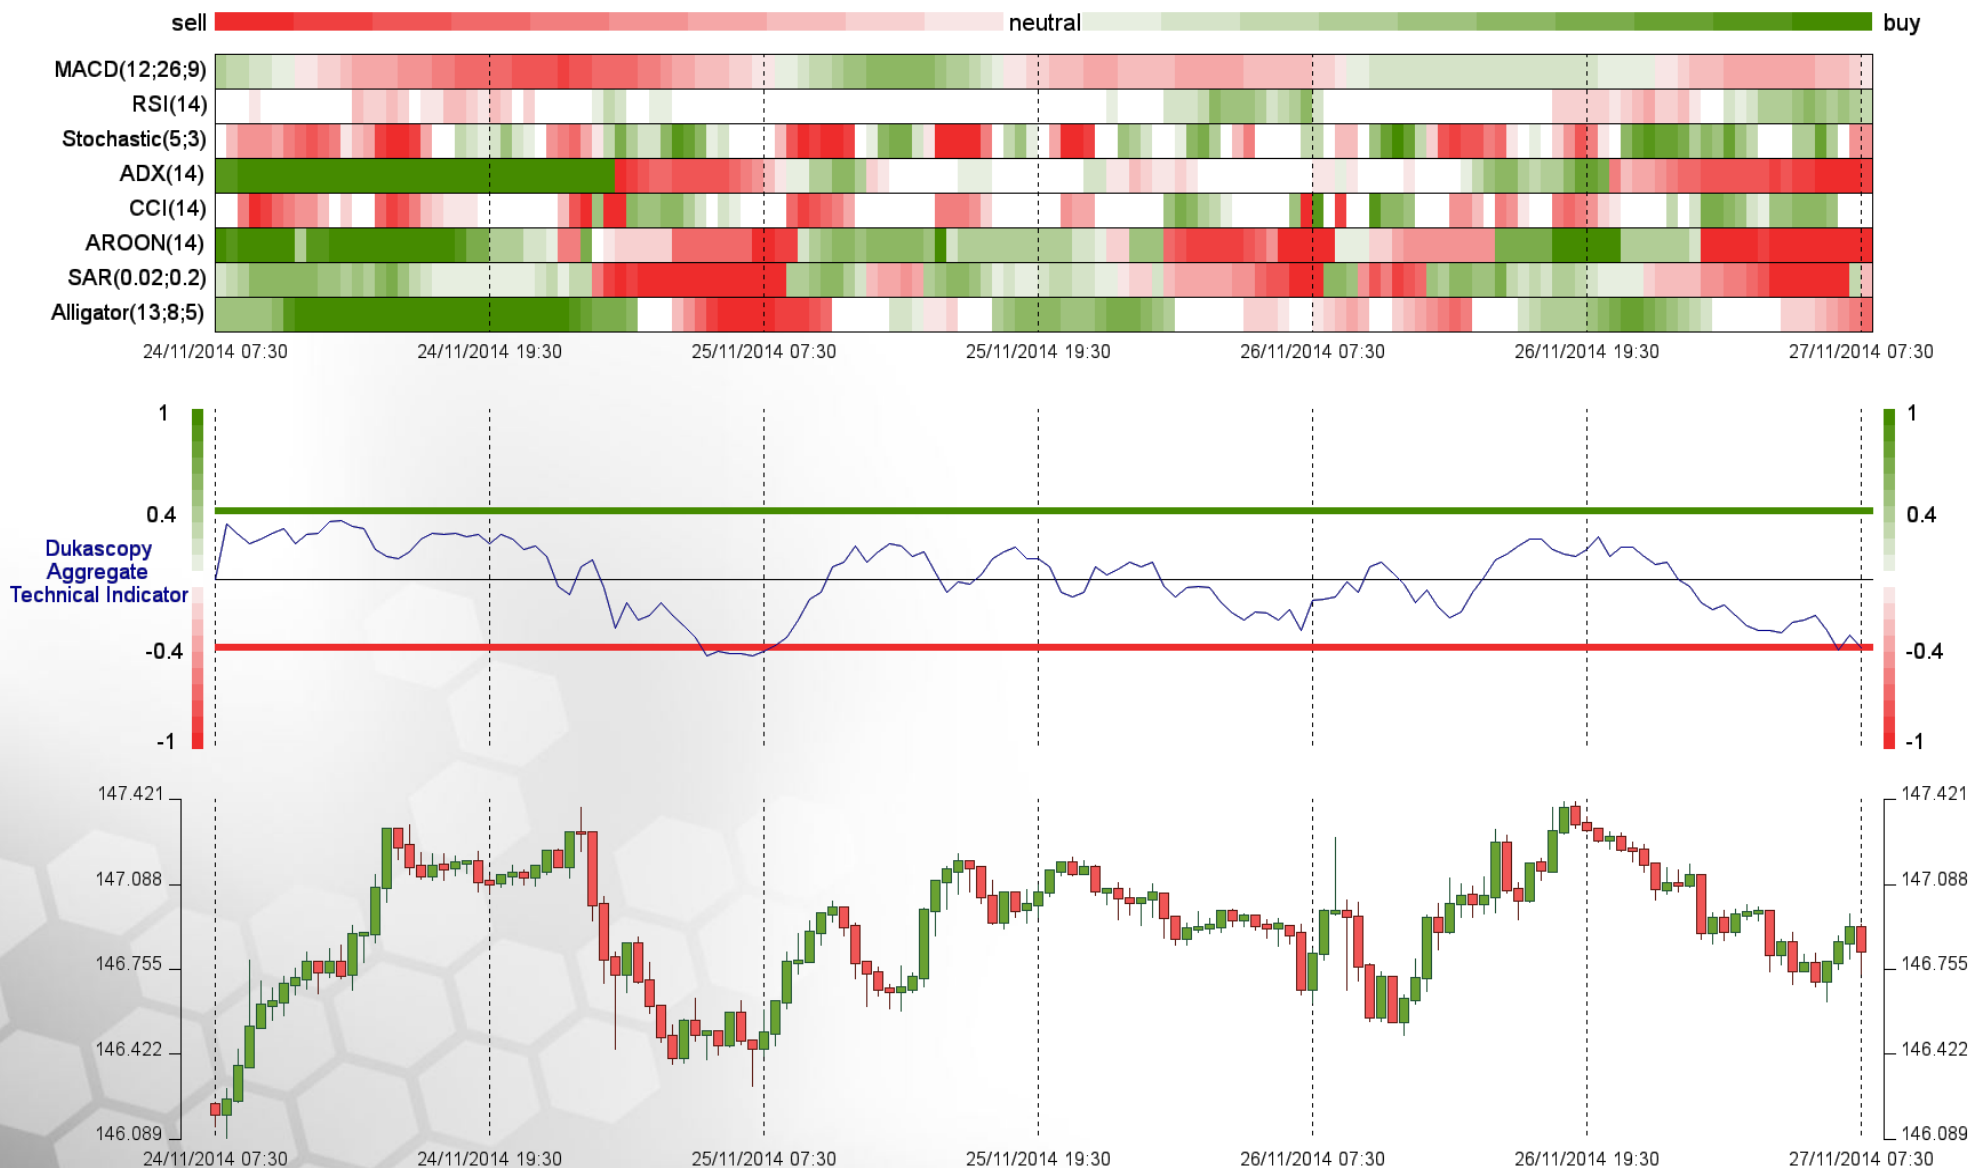 sell neutral buy
MACD(12;26;9)
RSI(14)
Stochastic(5;3)
ADX(14)
CCI(14)
AROON(14)
SAR(0.02;0.2)
Alligator(13;8;5)
24/11/2014 07:30 24/11/2014 19:30 25/11/2014 07:30 25/11/2014 19:30 26/11/2014 07:30 26/11/2014 19:30 27/11/2014 07:30
1 1
0.4 0.4
Dukascopy
Aggregate
Technical Indicator
-0.4 -0.4
-1 -1
147.421 147.421
147.088 147.088
146.755 146.755
146.422 146.422
146.089 146.089
24/11/2014 07:30 24/11/2014 19:30 25/11/2014 07:30 25/11/2014 19:30 26/11/2014 07:30 26/11/2014 19:30 27/11/2014 07:30